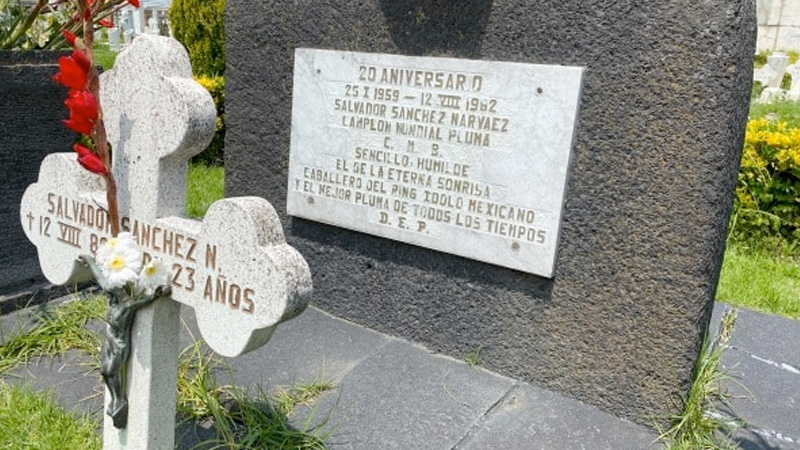 20 ANIVERSARIO
25 X 1959 — 12 VIII 1982
SALVADOR SANCHEZ NARVAEZ
CAMPEON MUNDIAL PLUMA
C. M. B
SENCILLO, HUMILDE
EL DE LA ETERNA SONRISA
CABALLERO DEL RING IDOLO MEXICANO
Y EL MEJOR PLUMA DE TODOS LOS TIEMPOS
D. E. P.
SALVADOR SANCHEZ N.
† 12 VIII 8
23 AÑOS